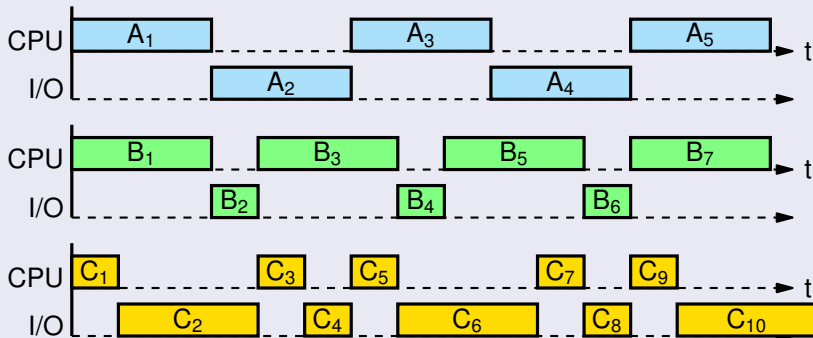 CPU A₁ A₃ A₅ t
I/O A₂ A₄
CPU B₁ B₃ B₅ B₇ t
I/O B₂ B₄ B₆
CPU C₁ C₃ C₅ C₇ C₉ t
I/O C₂ C₄ C₆ C₈ C₁₀